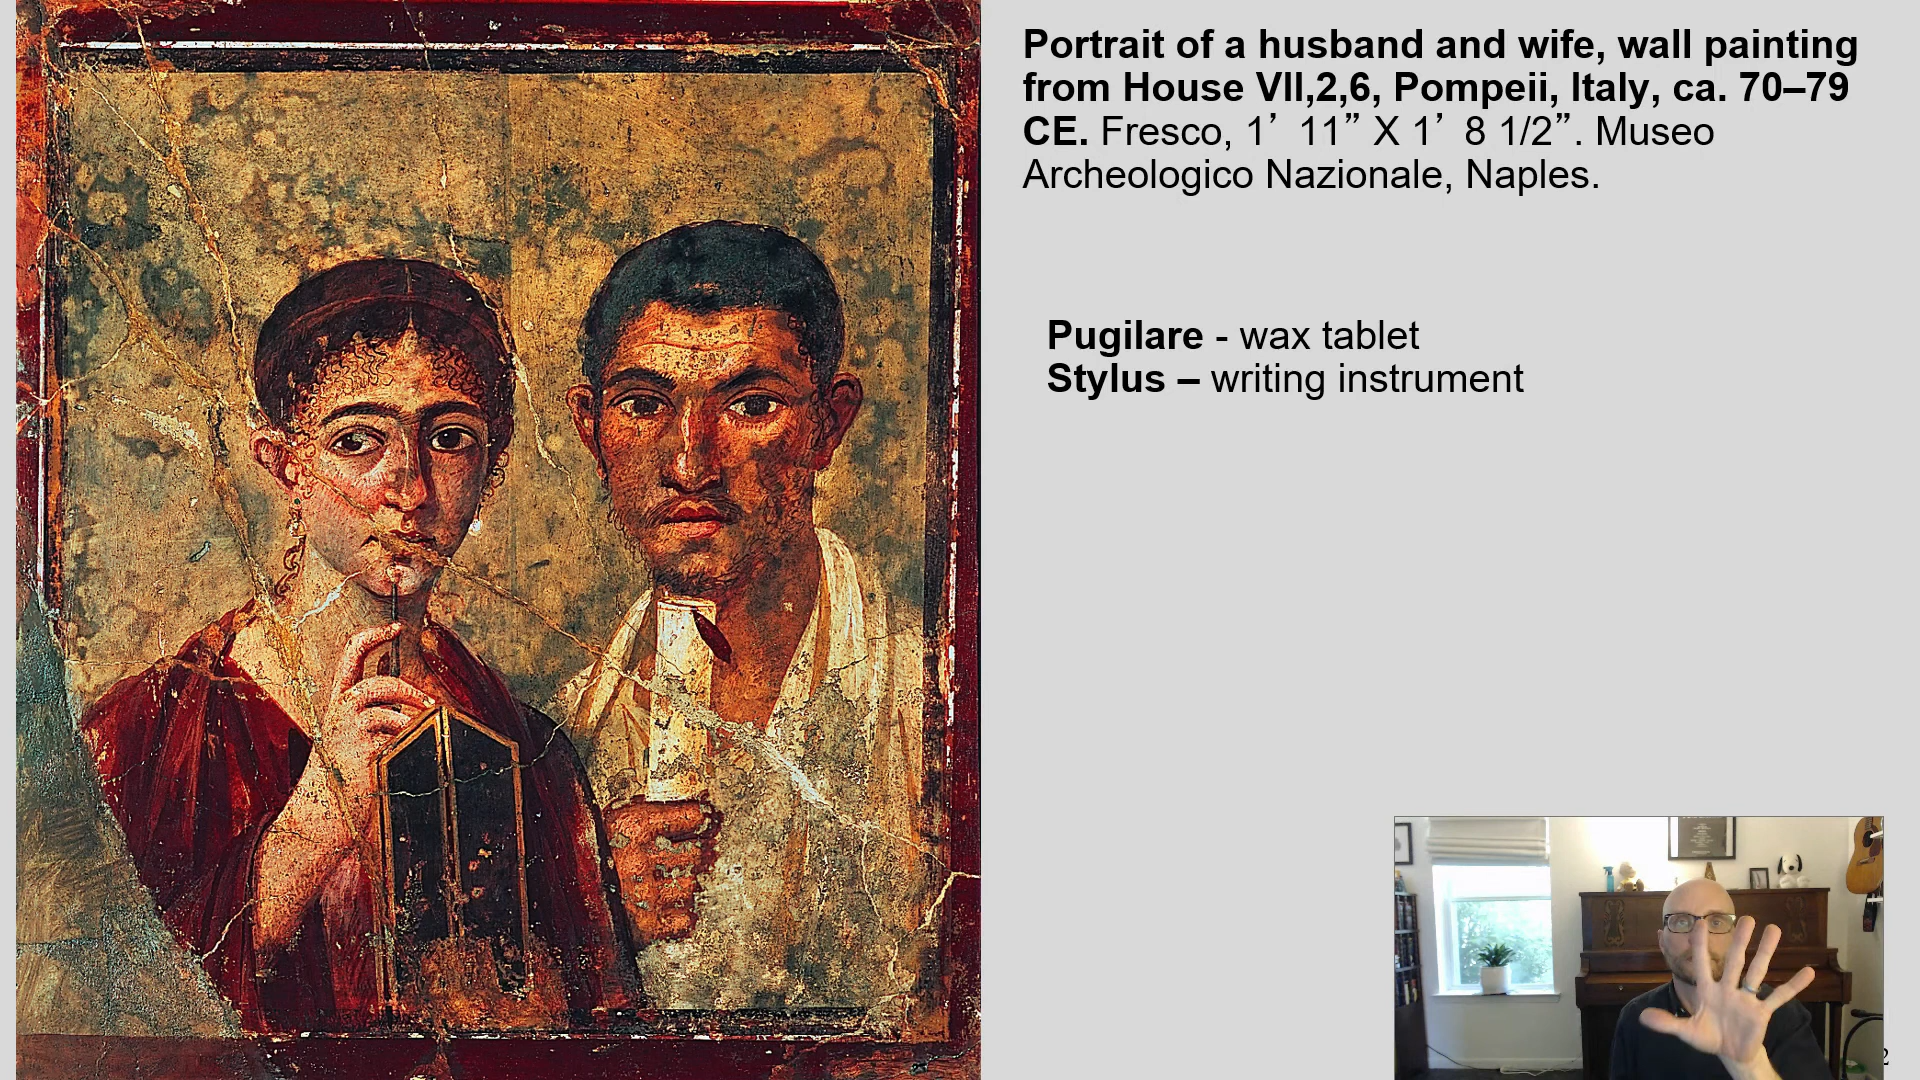 Portrait of a husband and wife, wall painting
from House VII,2,6, Pompeii, Italy, ca. 70–79
CE. Fresco, 1’ 11” X 1’ 8 1/2”. Museo
Archeologico Nazionale, Naples.
Pugilare - wax tablet
Stylus – writing instrument
2